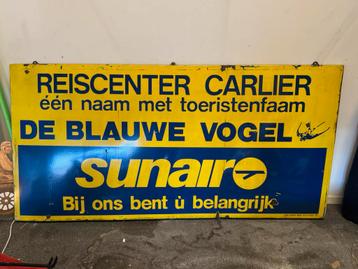 REISCENTER CARLIER
één naam met toeristenfaam
DE BLAUWE VOGEL
sunair
Bij ons bent ù belangrijk